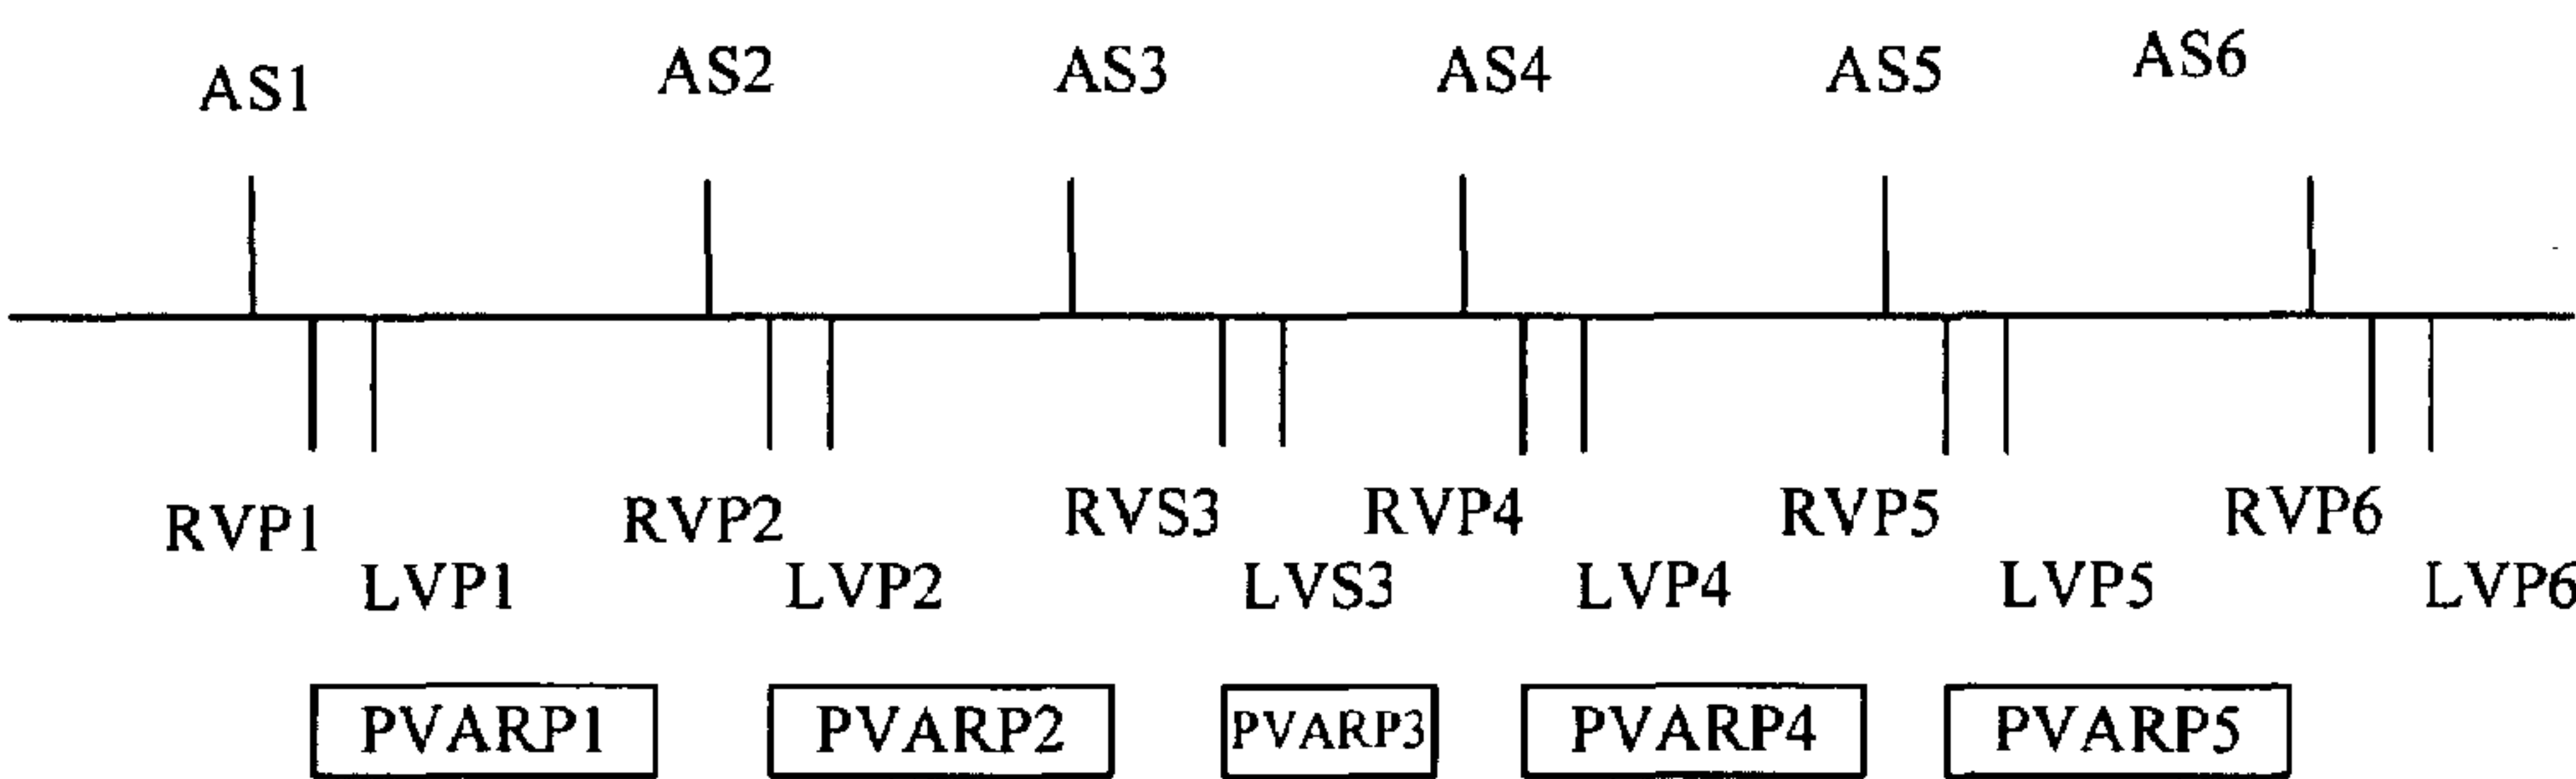 AS1 AS2 AS3 AS4 AS5 AS6
RVP1 RVP2 RVS3 RVP4 RVP5 RVP6
LVP1 LVP2 LVS3 LVP4 LVP5 LVP6
PVARP1 PVARP2 PVARP3 PVARP4 PVARP5